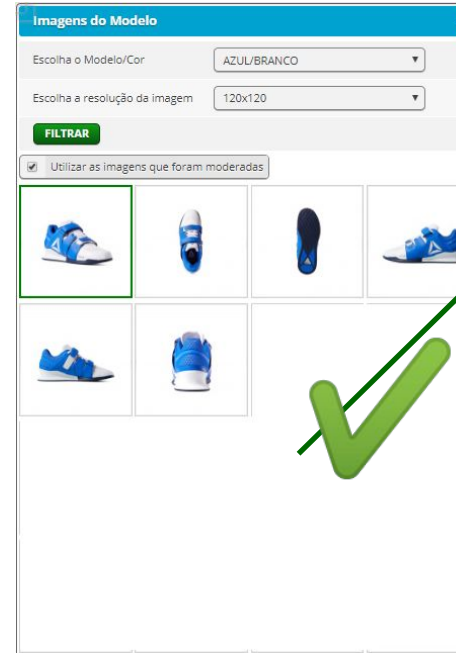 Imagens do Modelo
Escolha o Modelo/Cor AZUL/BRANCO
Escolha a resolução da imagem 120x120
FILTRAR
Utilizar as imagens que foram moderadas